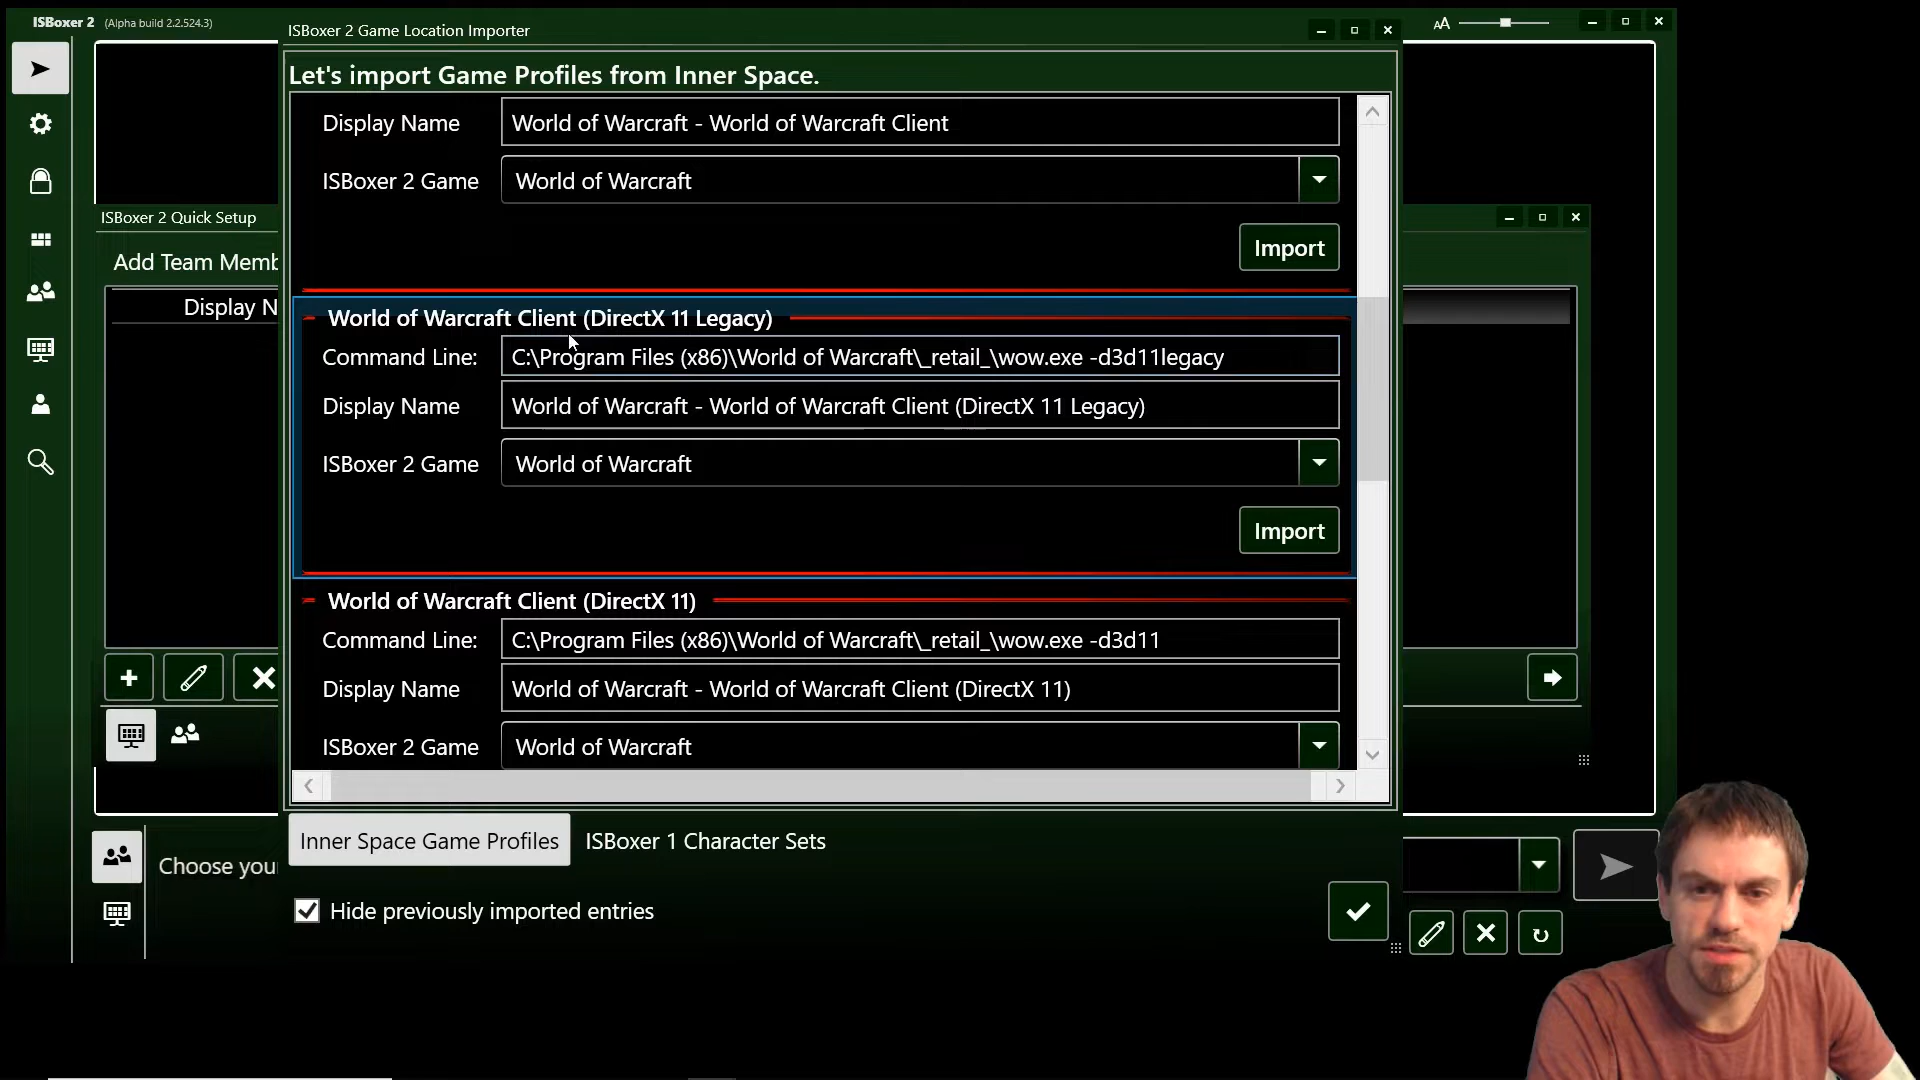 ISBoxer 2 (Alpha build 2.2.524.3)
ISBoxer 2 Game Location Importer
AA
Let's import Game Profiles from Inner Space.
Display Name World of Warcraft - World of Warcraft Client
ISBoxer 2 Game World of Warcraft
Import
ISBoxer 2 Quick Setup
Add Team Memb
Display N
World of Warcraft Client (DirectX 11 Legacy)
Command Line: C:\Program Files (x86)\World of Warcraft\_retail_\wow.exe -d3d11legacy
Display Name World of Warcraft - World of Warcraft Client (DirectX 11 Legacy)
ISBoxer 2 Game World of Warcraft
Import
World of Warcraft Client (DirectX 11)
Command Line: C:\Program Files (x86)\World of Warcraft\_retail_\wow.exe -d3d11
Display Name World of Warcraft - World of Warcraft Client (DirectX 11)
ISBoxer 2 Game World of Warcraft
Inner Space Game Profiles ISBoxer 1 Character Sets
Choose you
Hide previously imported entries